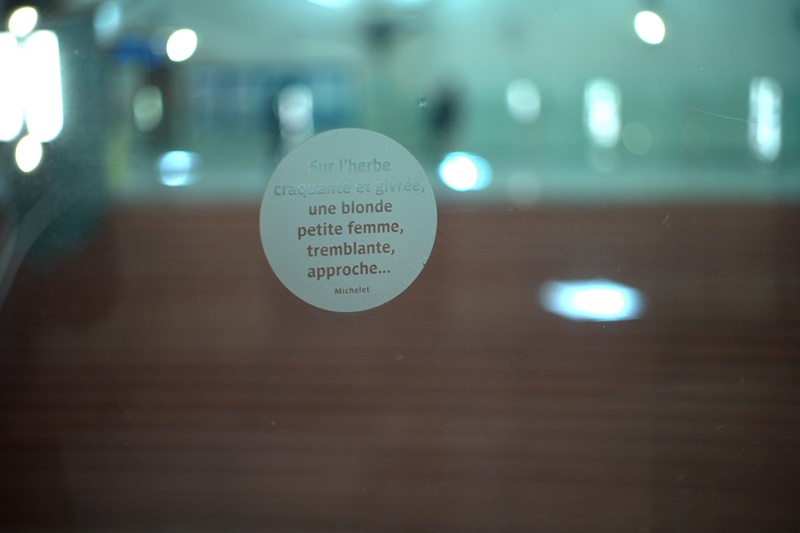 Sur l'herbe
craquante et givrée,
une blonde
petite femme,
tremblante,
approche...
Michelet